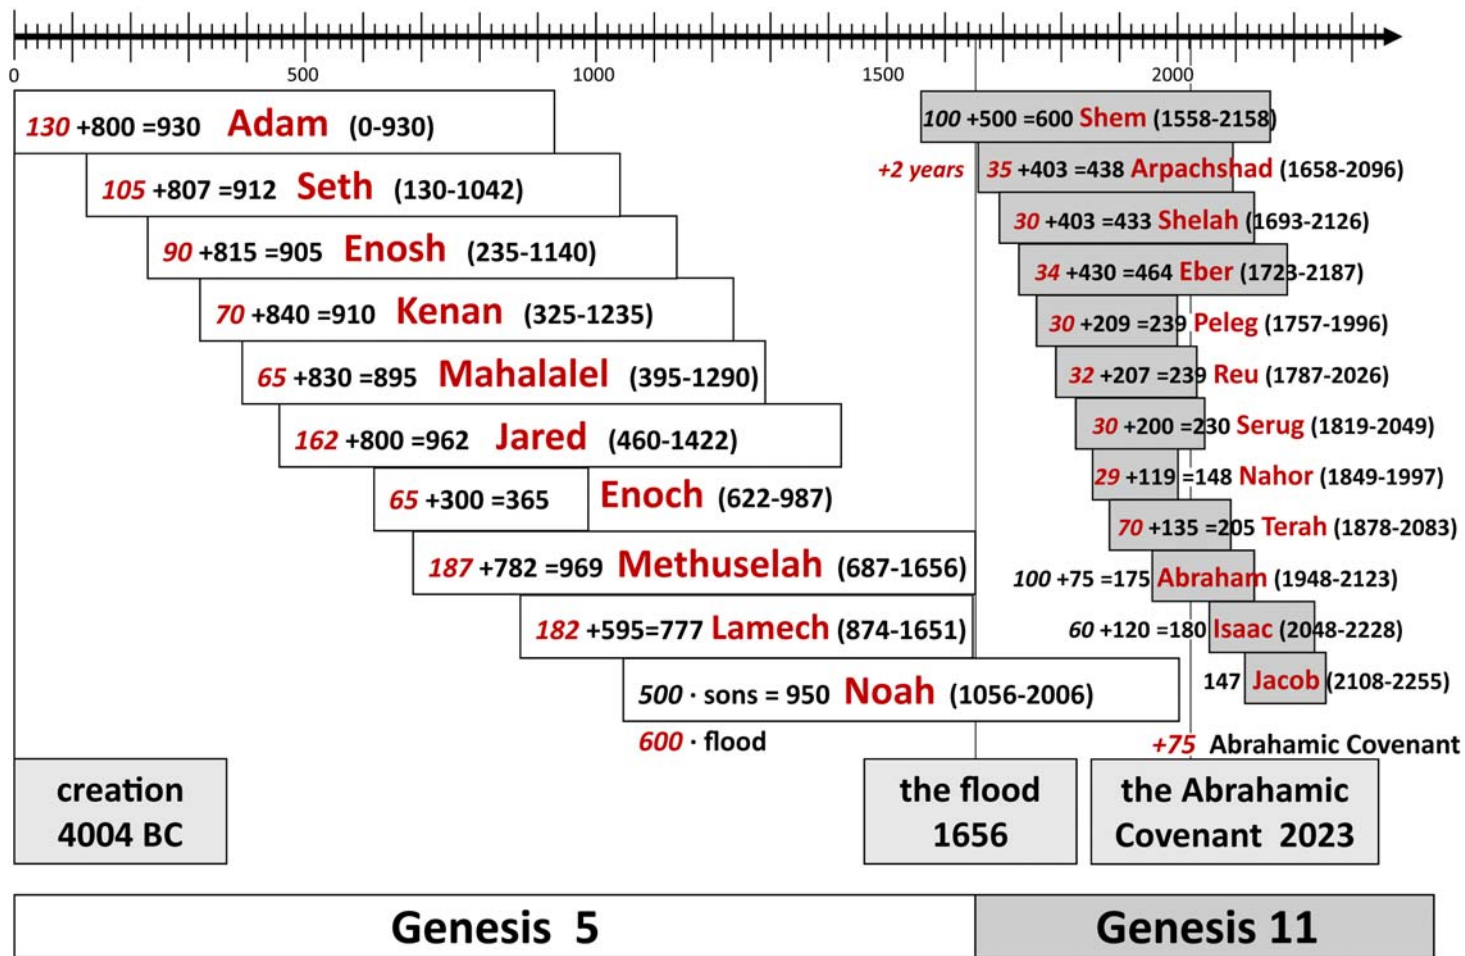 0 500 1000 1500 2000
130 +800 =930 Adam (0-930)
105 +807 =912 Seth (130-1042)
90 +815 =905 Enosh (235-1140)
70 +840 =910 Kenan (325-1235)
65 +830 =895 Mahalalel (395-1290)
162 +800 =962 Jared (460-1422)
65 +300 =365 Enoch (622-987)
187 +782 =969 Methuselah (687-1656)
182 +595=777 Lamech (874-1651)
500 · sons = 950 Noah (1056-2006)
600 · flood
100 +500 =600 Shem (1558-2158)
+2 years 35 +403 =438 Arpachshad (1658-2096)
30 +403 =433 Shelah (1693-2126)
34 +430 =464 Eber (1723-2187)
30 +209 =239 Peleg (1757-1996)
32 +207 =239 Reu (1787-2026)
30 +200 =230 Serug (1819-2049)
29 +119 =148 Nahor (1849-1997)
70 +135 =205 Terah (1878-2083)
100 +75 =175 Abraham (1948-2123)
60 +120 =180 Isaac (2048-2228)
147 Jacob (2108-2255)
+75 Abrahamic Covenant
creation
4004 BC
the flood
1656
the Abrahamic
Covenant 2023
Genesis 5
Genesis 11